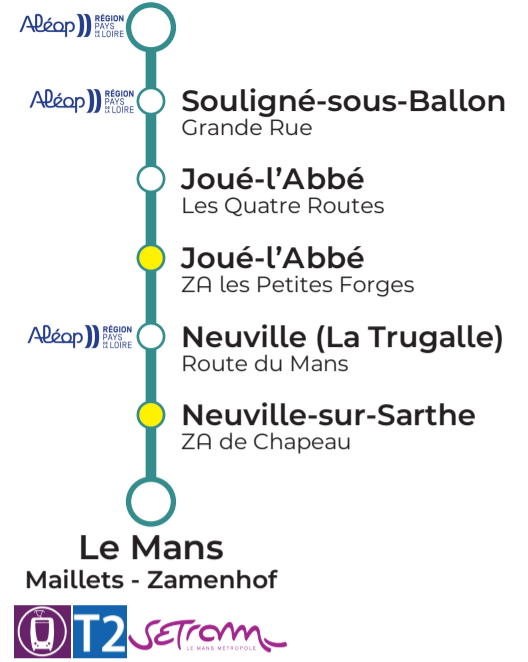 Aléop RÉGION PAYS DE LA LOIRE
Aléop RÉGION PAYS DE LA LOIRE
Souligné-sous-Ballon
Grande Rue
Joué-l’Abbé
Les Quatre Routes
Joué-l’Abbé
ZA les Petites Forges
Aléop RÉGION PAYS DE LA LOIRE
Neuville (La Trugalle)
Route du Mans
Neuville-sur-Sarthe
ZA de Chapeau
Le Mans
Maillets - Zamenhof
T2 SETRAM
LE MANS MÉTROPOLE